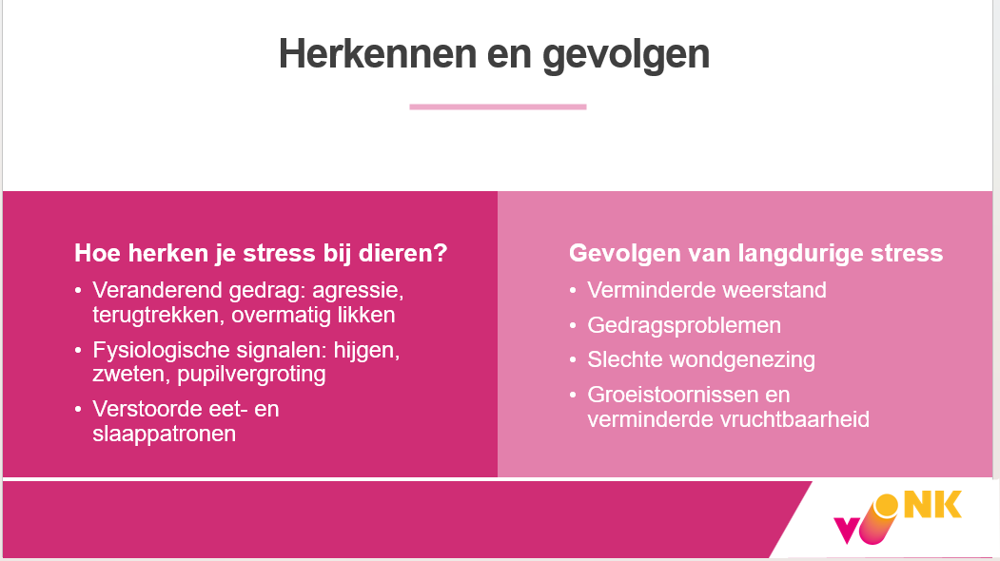 Herkennen en gevolgen
Hoe herken je stress bij dieren?
• Veranderend gedrag: agressie,
terugtrekken, overmatig likken
• Fysiologische signalen: hijgen,
zweten, pupilvergroting
• Verstoorde eet- en
slaappatronen
Gevolgen van langdurige stress
• Verminderde weerstand
• Gedragsproblemen
• Slechte wondgenezing
• Groeistoornissen en
verminderde vruchtbaarheid
VONK